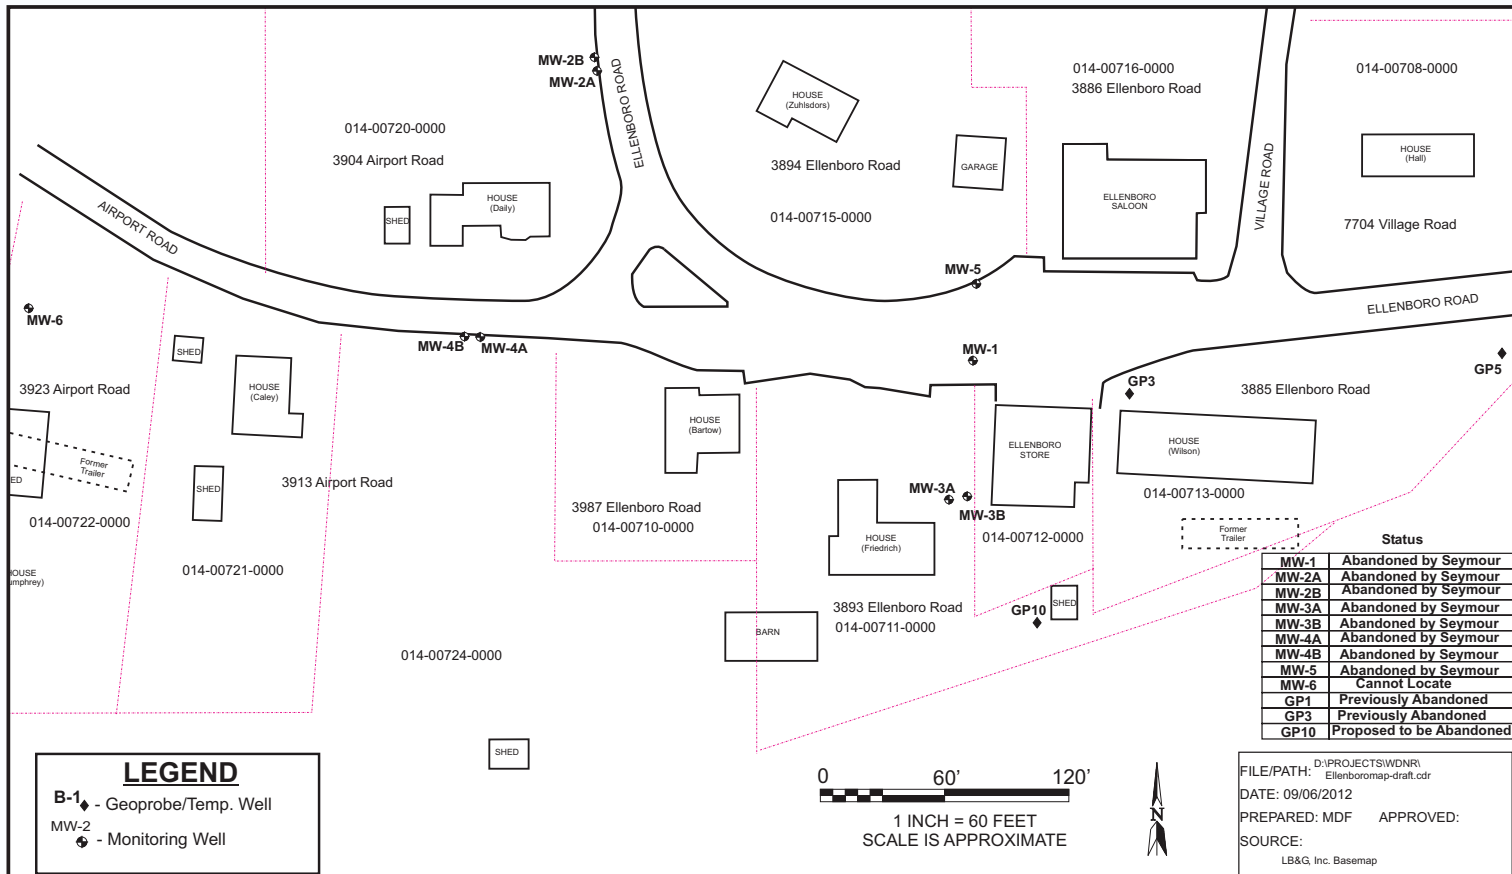 MW-2B
MW-2A
ELLENBORO ROAD
014-00720-0000
3904 Airport Road
HOUSE
(Daily)
SHED
AIRPORT ROAD
HOUSE
(Zuhlsdors)
3894 Ellenboro Road
GARAGE
014-00715-0000
014-00716-0000
3886 Ellenboro Road
ELLENBORO
SALOON
VILLAGE ROAD
014-00708-0000
HOUSE
(Hall)
7704 Village Road
ELLENBORO ROAD
MW-5
MW-6
MW-4B
MW-4A
MW-1
GP3
GP5
SHED
3923 Airport Road
HOUSE
(Caley)
3885 Ellenboro Road
HOUSE
(Bartow)
ELLENBORO
STORE
HOUSE
(Wilson)
Former
Trailer
ED
SHED
3913 Airport Road
014-00722-0000
3987 Ellenboro Road
014-00710-0000
MW-3A
MW-3B
014-00713-0000
014-00712-0000
HOUSE
(Friedrich)
Former
Trailer
HOUSE
umphrey)
014-00721-0000
3893 Ellenboro Road
014-00711-0000
GP10
SHED
BARN
014-00724-0000
SHED
Status
MW-1 Abandoned by Seymour
MW-2A Abandoned by Seymour
MW-2B Abandoned by Seymour
MW-3A Abandoned by Seymour
MW-3B Abandoned by Seymour
MW-4A Abandoned by Seymour
MW-4B Abandoned by Seymour
MW-5 Abandoned by Seymour
MW-6 Cannot Locate
GP1 Previously Abandoned
GP3 Previously Abandoned
GP10 Proposed to be Abandoned
LEGEND
B-1 - Geoprobe/Temp. Well
MW-2
- Monitoring Well
0 60' 120'
1 INCH = 60 FEET
SCALE IS APPROXIMATE
N
FILE/PATH: D:\PROJECTS\WDNR\
Ellenboromap-draft.cdr
DATE: 09/06/2012
PREPARED: MDF APPROVED:
SOURCE:
LB&G, Inc. Basemap